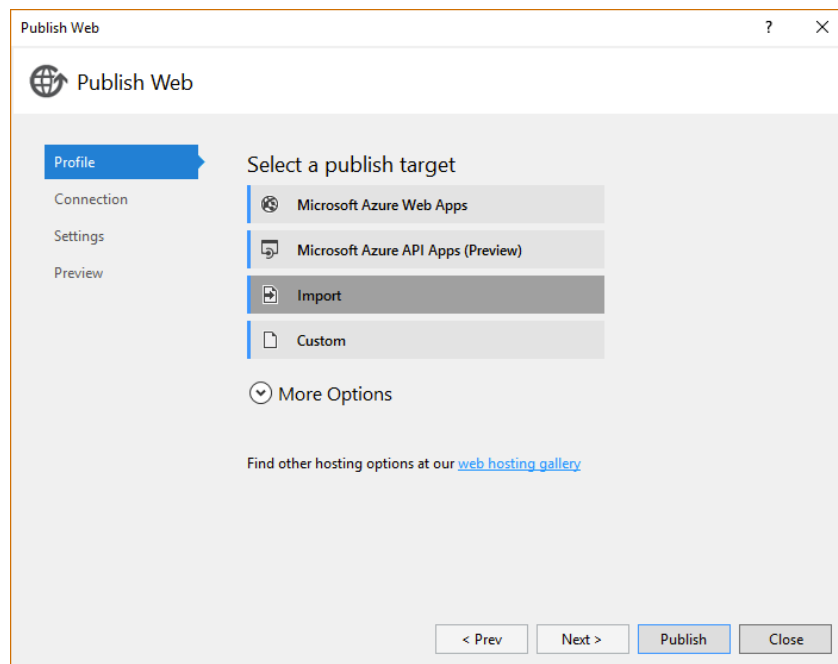 Publish Web
?
Publish Web
Profile
Connection
Settings
Preview
Select a publish target
Microsoft Azure Web Apps
Microsoft Azure API Apps (Preview)
Import
Custom
More Options
Find other hosting options at our web hosting gallery
< Prev
Next >
Publish
Close